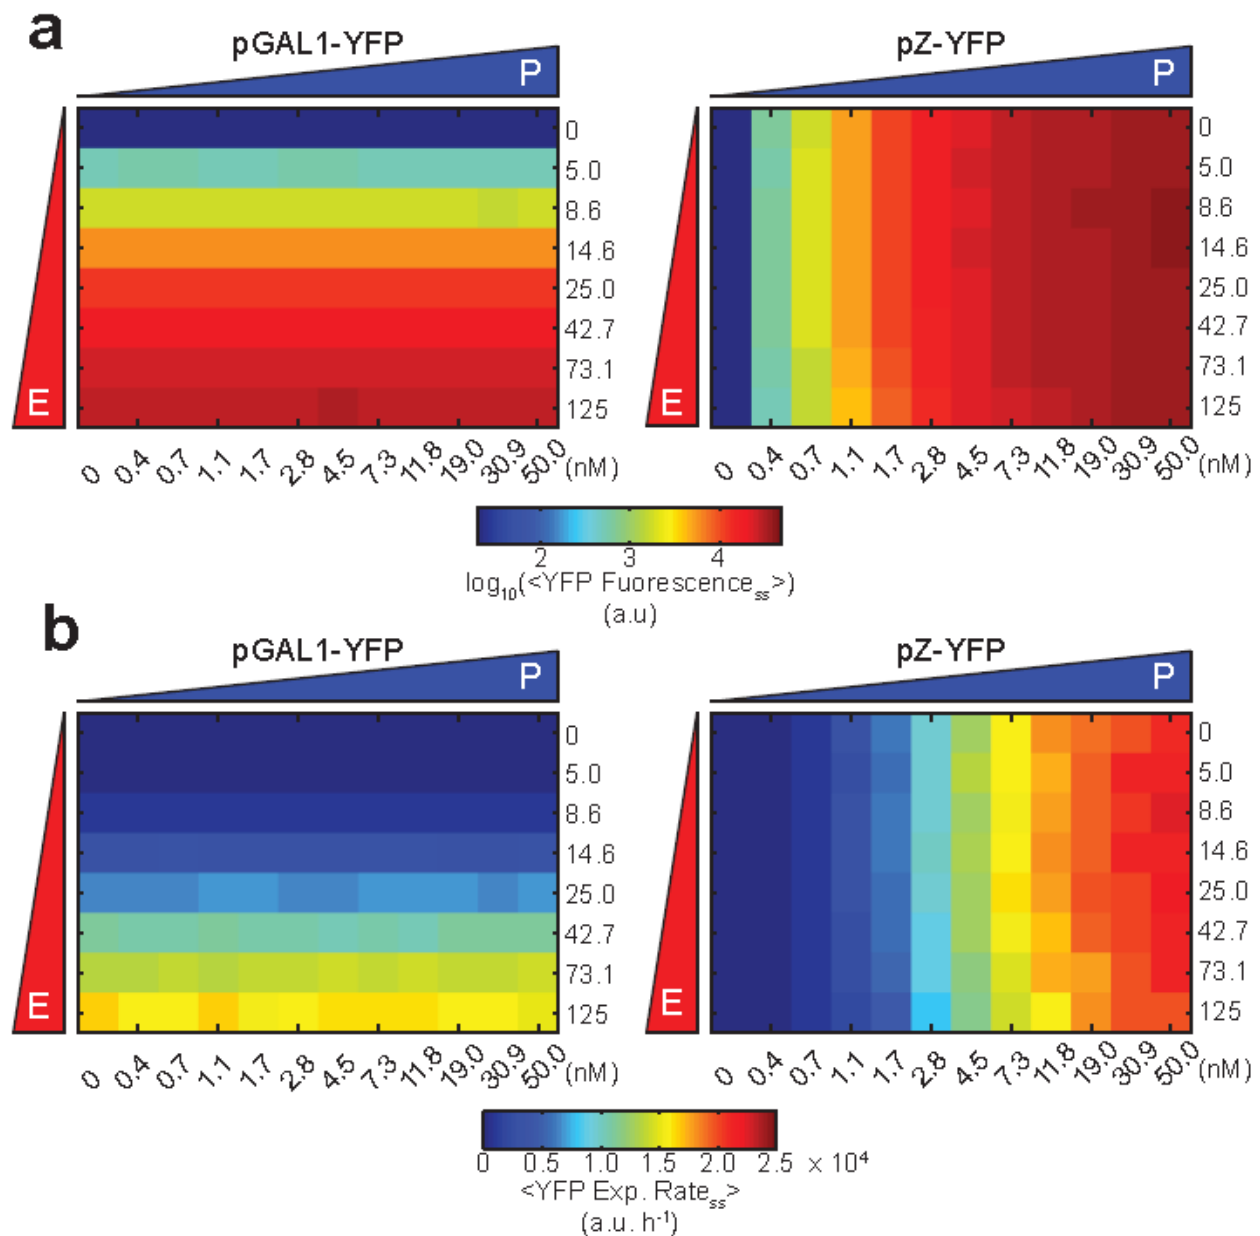 a
pGAL1-YFP
pZ-YFP
P
P
E
E
0
5.0
8.6
14.6
25.0
42.7
73.1
125
0
5.0
8.6
14.6
25.0
42.7
73.1
125
0 0.4 0.7 1.1 1.7 2.8 4.5 7.3 11.8 19.0 30.9 50.0 (nM)
0 0.4 0.7 1.1 1.7 2.8 4.5 7.3 11.8 19.0 30.9 50.0 (nM)
2 3 4
log10(<YFP Fuorescencess>)
(a.u)
b
pGAL1-YFP
pZ-YFP
P
P
E
E
0
5.0
8.6
14.6
25.0
42.7
73.1
125
0
5.0
8.6
14.6
25.0
42.7
73.1
125
0 0.4 0.7 1.1 1.7 2.8 4.5 7.3 11.8 19.0 30.9 50.0 (nM)
0 0.4 0.7 1.1 1.7 2.8 4.5 7.3 11.8 19.0 30.9 50.0 (nM)
0 0.5 1.0 1.5 2.0 2.5 × 10⁴
<YFP Exp. Ratess>
(a.u. h⁻¹)